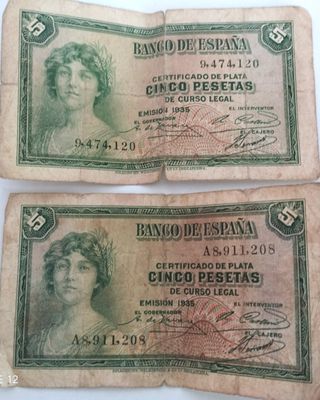 5 BANCO DE ESPAÑA 5
9,474,120
CERTIFICADO DE PLATA
CINCO PESETAS
DE CURSO LEGAL
EMISION 1935
EL GOBERNADOR
EL INTERVENTOR
9,474,120
EL CAJERO
5 BANCO DE ESPAÑA 5
A8,911,208
CERTIFICADO DE PLATA
CINCO PESETAS
DE CURSO LEGAL
EMISION 1935
EL GOBERNADOR
EL INTERVENTOR
A8,911,208
EL CAJERO
E 12